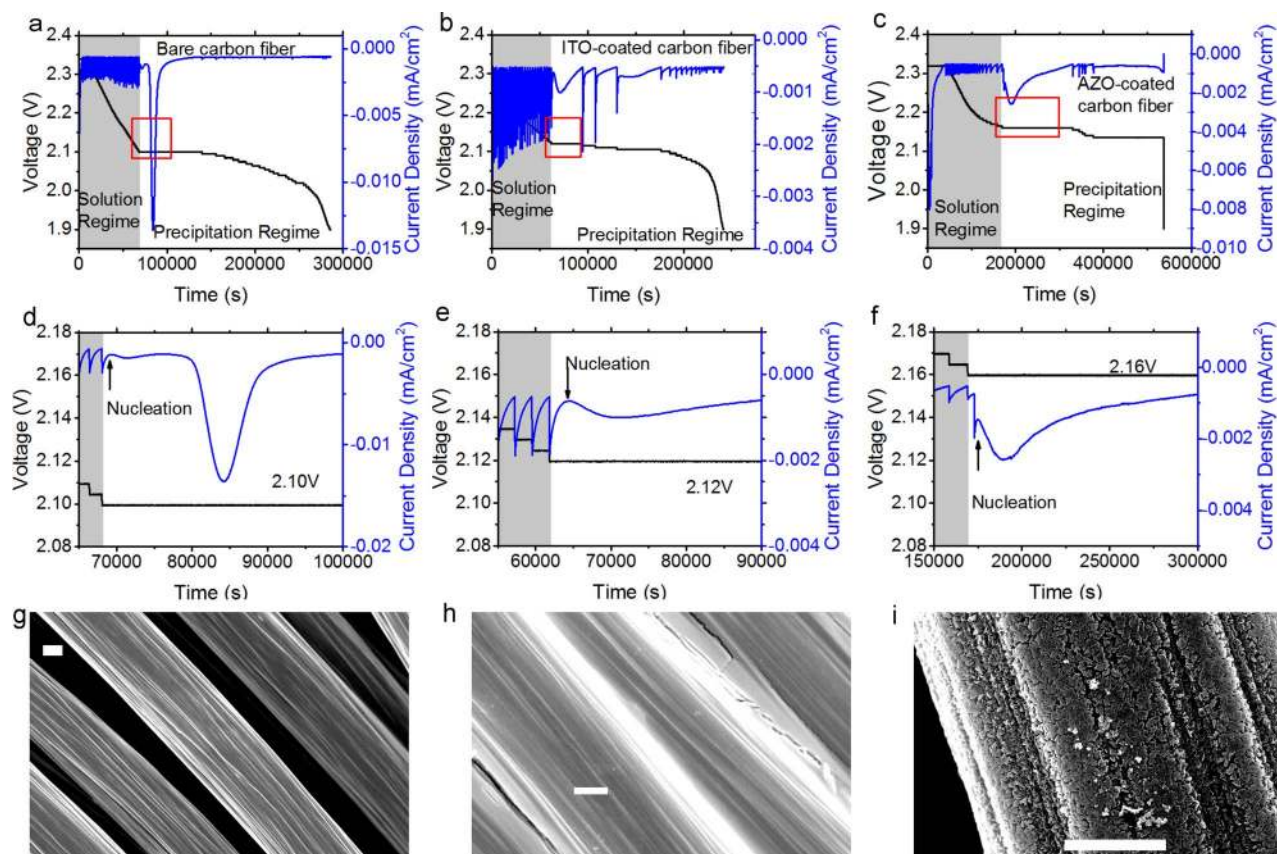 a
Bare carbon fiber
Solution
Regime
Precipitation Regime
Voltage (V)
2.4
2.3
2.2
2.1
2.0
1.9
0.000
-0.005
-0.010
-0.015
Current Density (mA/cm²)
0 100000 200000 300000
Time (s)
b
ITO-coated carbon fiber
Solution
Regime
Precipitation Regime
Voltage (V)
2.4
2.3
2.2
2.1
2.0
1.9
0.000
-0.001
-0.002
-0.003
-0.004
Current Density (mA/cm²)
0 100000 200000
Time (s)
c
AZO-coated
carbon fiber
Solution
Regime
Precipitation
Regime
Voltage (V)
2.4
2.3
2.2
2.1
2.0
1.9
0.000
-0.002
-0.004
-0.006
-0.008
-0.010
Current Density (mA/cm²)
0 200000 400000 600000
Time (s)
d
Nucleation
2.10V
Voltage (V)
2.18
2.16
2.14
2.12
2.10
2.08
0.00
-0.01
-0.02
Current Density (mA/cm²)
70000 80000 90000 100000
Time (s)
e
Nucleation
2.12V
Voltage (V)
2.18
2.16
2.14
2.12
2.10
2.08
0.000
-0.001
-0.002
-0.003
-0.004
Current Density (mA/cm²)
60000 70000 80000 90000
Time (s)
f
2.16V
Nucleation
Voltage (V)
2.18
2.16
2.14
2.12
2.10
2.08
0.000
-0.002
-0.004
Current Density (mA/cm²)
150000 200000 250000 300000
Time (s)
g
h
i